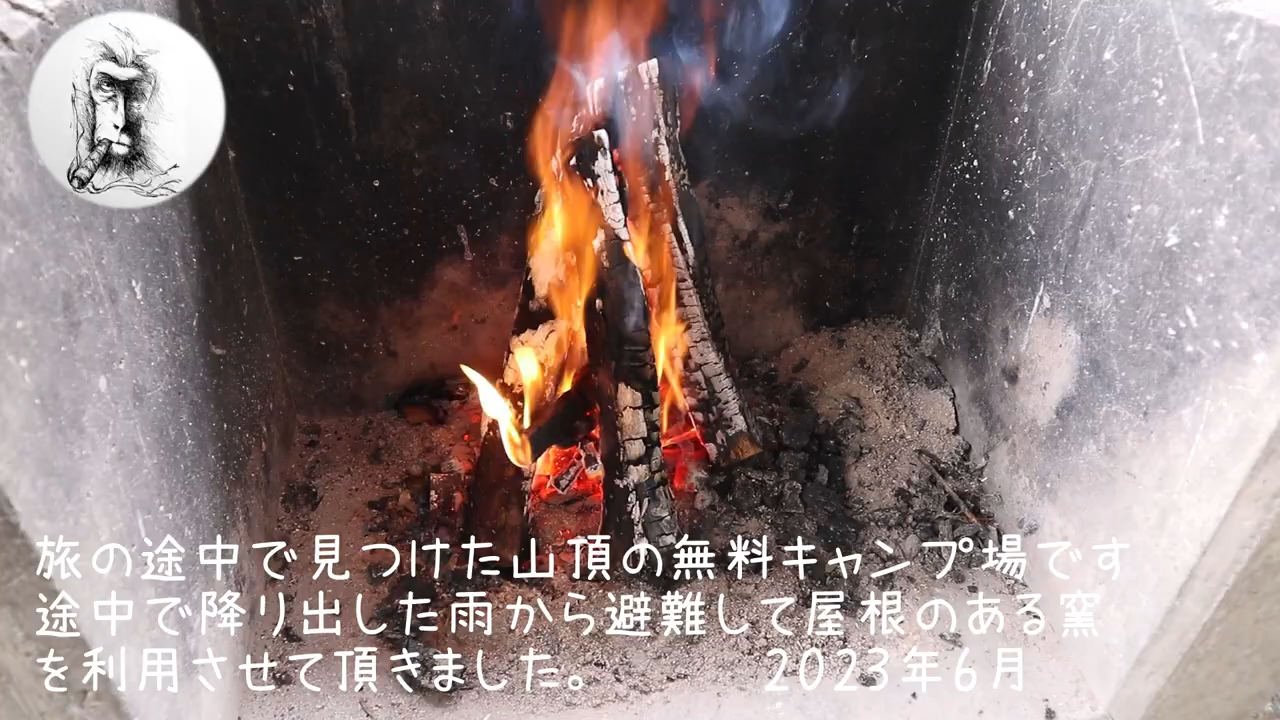 旅の途中で見つけた山頂の無料キャンプ場です
途中で降り出した雨から避難して屋根のある窯
を利用させて頂きました。 2023年6月